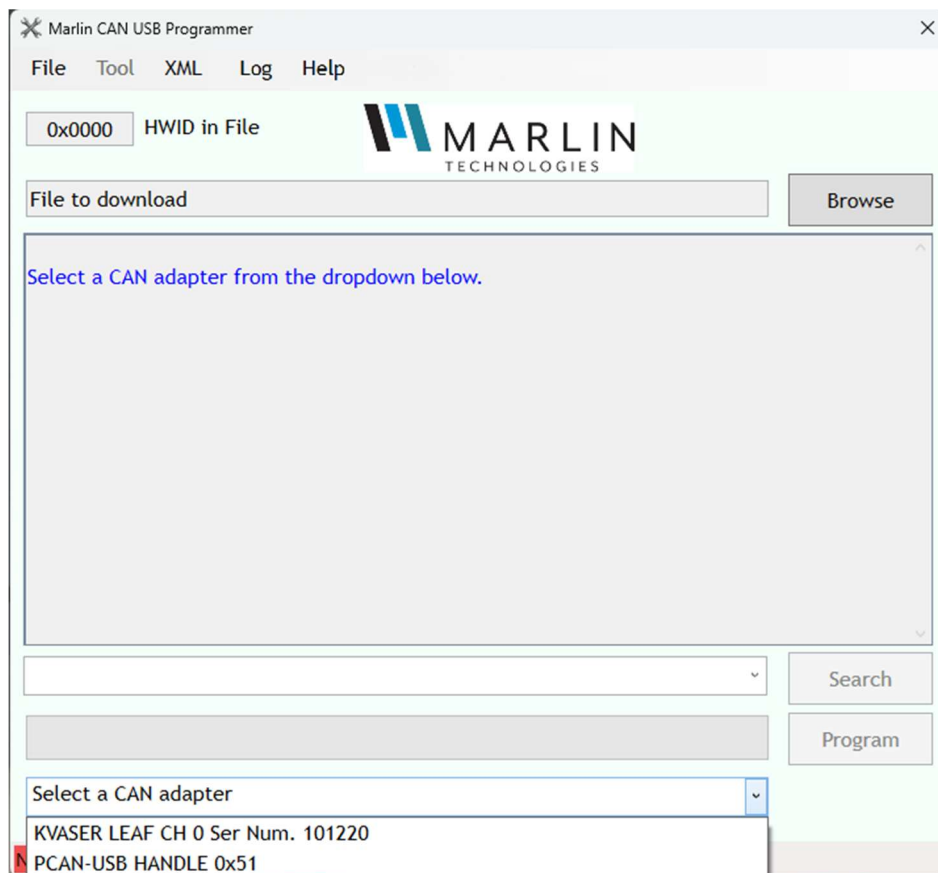 Marlin CAN USB Programmer
File Tool XML Log Help
0x0000 HWID in File
MARLIN
TECHNOLOGIES
File to download
Browse
Select a CAN adapter from the dropdown below.
Search
Program
Select a CAN adapter
KVASER LEAF CH 0 Ser Num. 101220
N PCAN-USB HANDLE 0x51